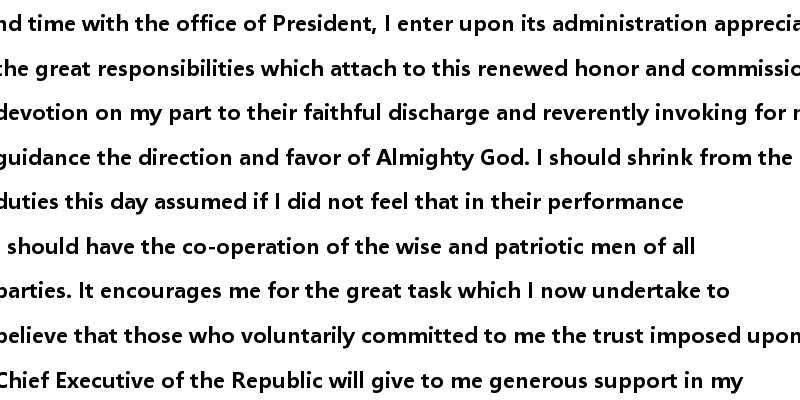 nd time with the office of President, I enter upon its administration apprecia
the great responsibilities which attach to this renewed honor and commissio
devotion on my part to their faithful discharge and reverently invoking for
guidance the direction and favor of Almighty God. I should shrink from the
duties this day assumed if I did not feel that in their performance
should have the co-operation of the wise and patriotic men of all
parties. It encourages me for the great task which I now undertake to
believe that those who voluntarily committed to me the trust imposed upon
Chief Executive of the Republic will give to me generous support in my